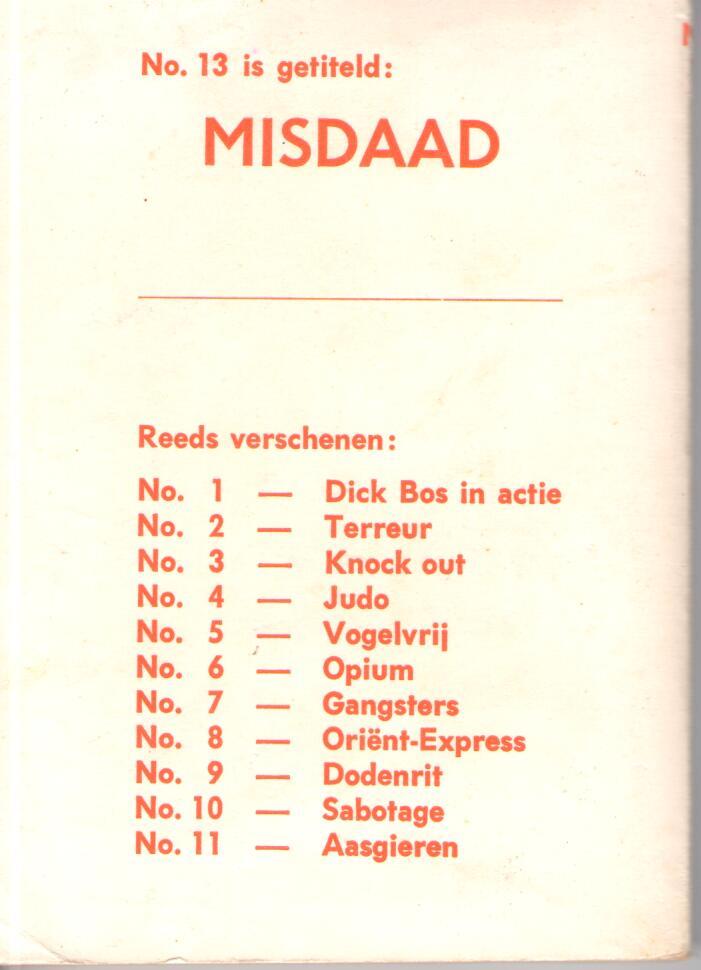 No. 13 is getiteld:
MISDAAD
Reeds verschenen:
No. 1 — Dick Bos in actie
No. 2 — Terreur
No. 3 — Knock out
No. 4 — Judo
No. 5 — Vogelvrij
No. 6 — Opium
No. 7 — Gangsters
No. 8 — Oriënt-Express
No. 9 — Dodenrit
No. 10 — Sabotage
No. 11 — Aasgieren